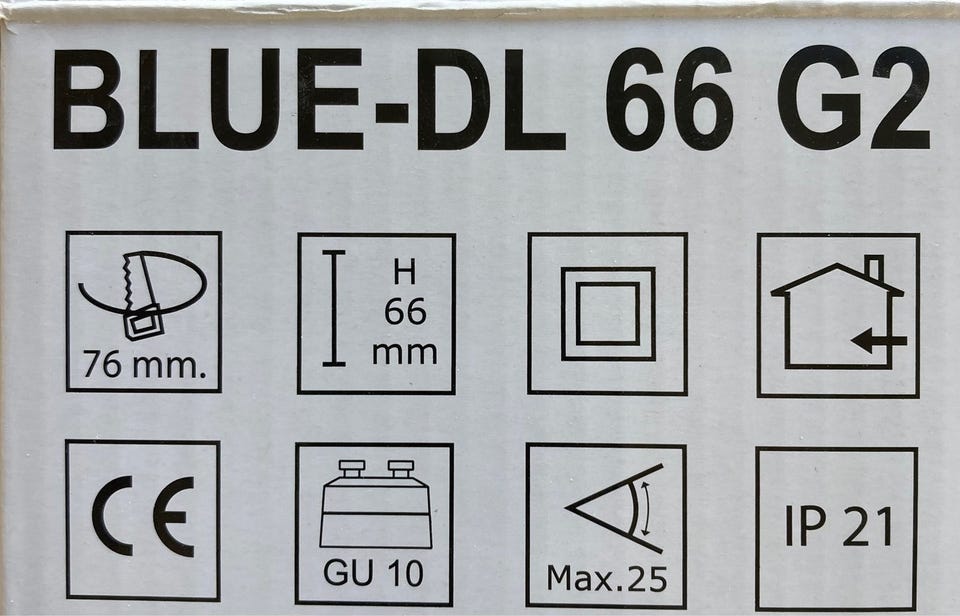 BLUE-DL 66 G2
76 mm.
H
66
mm
CE
GU 10
Max.25
IP 21